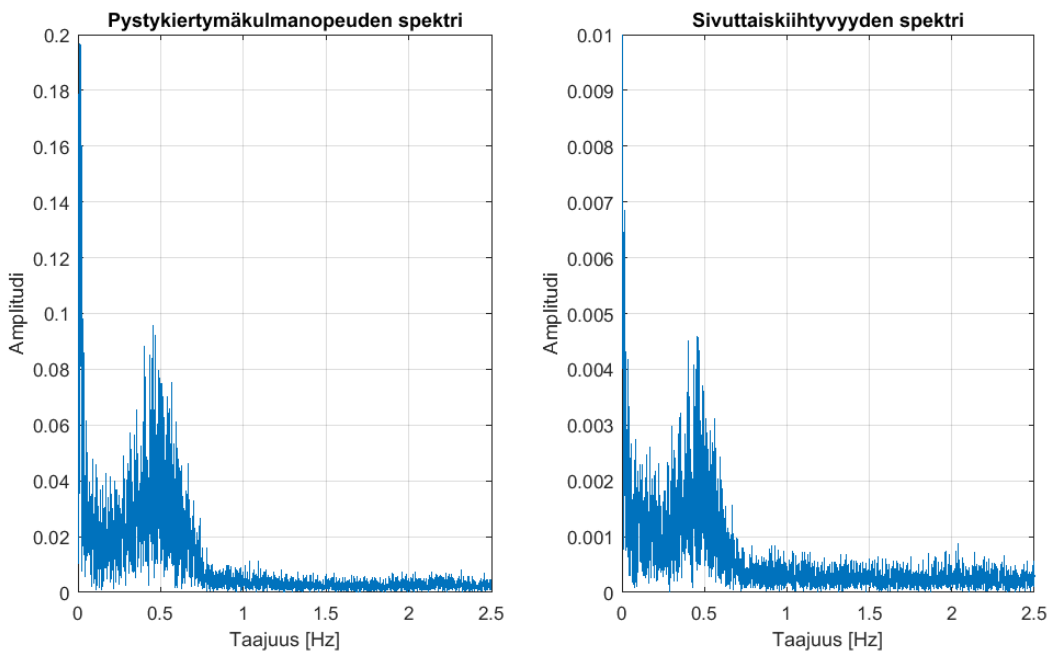 Pystykiertymäkulmanopeuden spektri
0.2
0.18
0.16
0.14
0.12
0.1
0.08
0.06
0.04
0.02
0
Amplitudi
0 0.5 1 1.5 2 2.5
Taajuus [Hz]
Sivuttaiskiihtyvyyden spektri
0.01
0.009
0.008
0.007
0.006
0.005
0.004
0.003
0.002
0.001
0
Amplitudi
0 0.5 1 1.5 2 2.5
Taajuus [Hz]